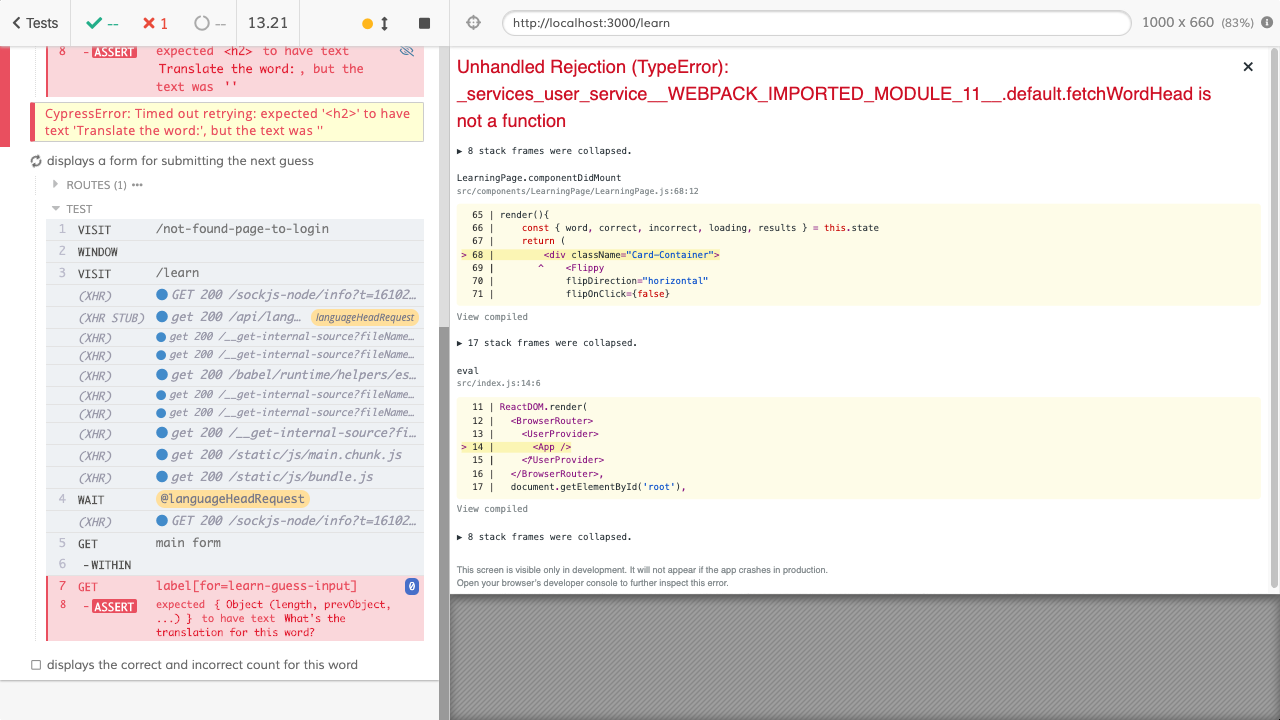 Tests
--
1
--
13.21
http://localhost:3000/learn
1000 x 660 (83%)
8 - ASSERT expected <h2> to have text
Translate the word:, but the
text was ''
CypressError: Timed out retrying: expected '<h2>' to have
text 'Translate the word:', but the text was ''
displays a form for submitting the next guess
ROUTES (1)
TEST
1 VISIT /not-found-page-to-login
2 WINDOW
3 VISIT /learn
(XHR) GET 200 /sockjs-node/info?t=16102…
(XHR STUB) get 200 /api/lang… languageHeadRequest
(XHR) get 200 /__get-internal-source?fileName…
(XHR) get 200 /__get-internal-source?fileName…
(XHR) get 200 /babel/runtime/helpers/es…
(XHR) get 200 /__get-internal-source?fileName…
(XHR) get 200 /__get-internal-source?fileName…
(XHR) get 200 /__get-internal-source?fi…
(XHR) get 200 /static/js/main.chunk.js
(XHR) get 200 /static/js/bundle.js
4 WAIT @languageHeadRequest
(XHR) GET 200 /sockjs-node/info?t=16102…
5 GET main form
6 -WITHIN
7 GET label[for=learn-guess-input] 0
8 - ASSERT expected { Object (length, prevObject,
...) } to have text What's the
translation for this word?
displays the correct and incorrect count for this word
Unhandled Rejection (TypeError):
_services_user_service__WEBPACK_IMPORTED_MODULE_11__.default.fetchWordHead is
not a function
▶ 8 stack frames were collapsed.
LearningPage.componentDidMount
src/components/LearningPage/LearningPage.js:68:12
65 | render(){
66 | const { word, correct, incorrect, loading, results } = this.state
67 | return (
> 68 | <div className="Card-Container">
69 | ^ <Flippy
70 | flipDirection="horizontal"
71 | flipOnClick={false}
View compiled
▶ 17 stack frames were collapsed.
eval
src/index.js:14:6
11 | ReactDOM.render(
12 | <BrowserRouter>
13 | <UserProvider>
> 14 | <App />
15 | </UserProvider>
16 | </BrowserRouter>,
17 | document.getElementById('root'),
View compiled
▶ 8 stack frames were collapsed.
This screen is visible only in development. It will not appear if the app crashes in production.
Open your browser's developer console to further inspect this error.